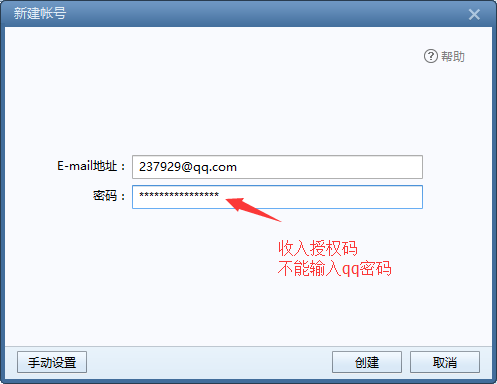 新建帐号
帮助
E-mail地址：
237929@qq.com
密码：
****************
收入授权码
不能输入qq密码
手动设置
创建
取消